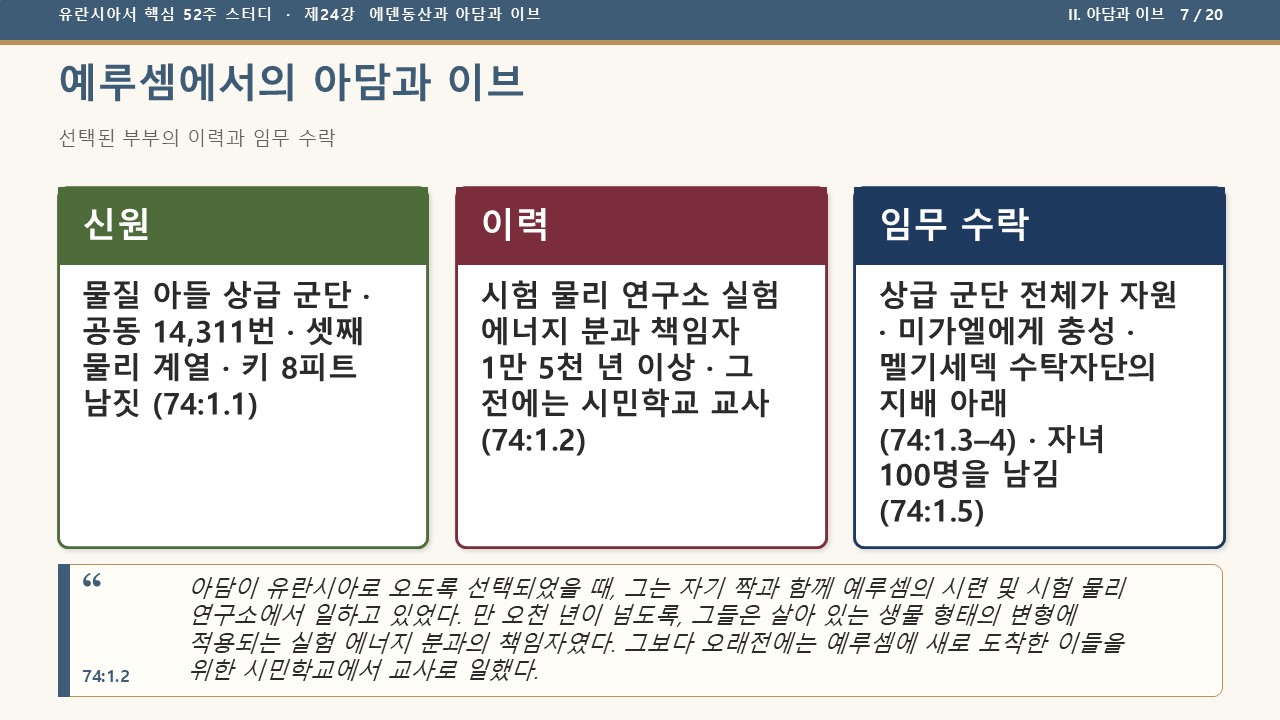 유란시아서 핵심 52주 스터디 · 제24강 에덴동산과 아담과 이브
II. 아담과 이브 7 / 20
예루셈에서의 아담과 이브
선택된 부부의 이력과 임무 수락
신원
물질 아들 상급 군단 ·
공동 14,311번 · 셋째
물리 계열 · 키 8피트
남짓 (74:1.1)
이력
시험 물리 연구소 실험
에너지 분과 책임자
1만 5천 년 이상 · 그
전에는 시민학교 교사
(74:1.2)
임무 수락
상급 군단 전체가 자원
· 미가엘에게 충성 ·
멜기세덱 수탁자단의
지배 아래
(74:1.3–4) · 자녀
100명을 남김
(74:1.5)
“
아담이 유란시아로 오도록 선택되었을 때, 그는 자기 짝과 함께 예루셈의 시련 및 시험 물리
연구소에서 일하고 있었다. 만 오천 년이 넘도록, 그들은 살아 있는 생물 형태의 변형에
적용되는 실험 에너지 분과의 책임자였다. 그보다 오래전에는 예루셈에 새로 도착한 이들을
위한 시민학교에서 교사로 일했다.
74:1.2